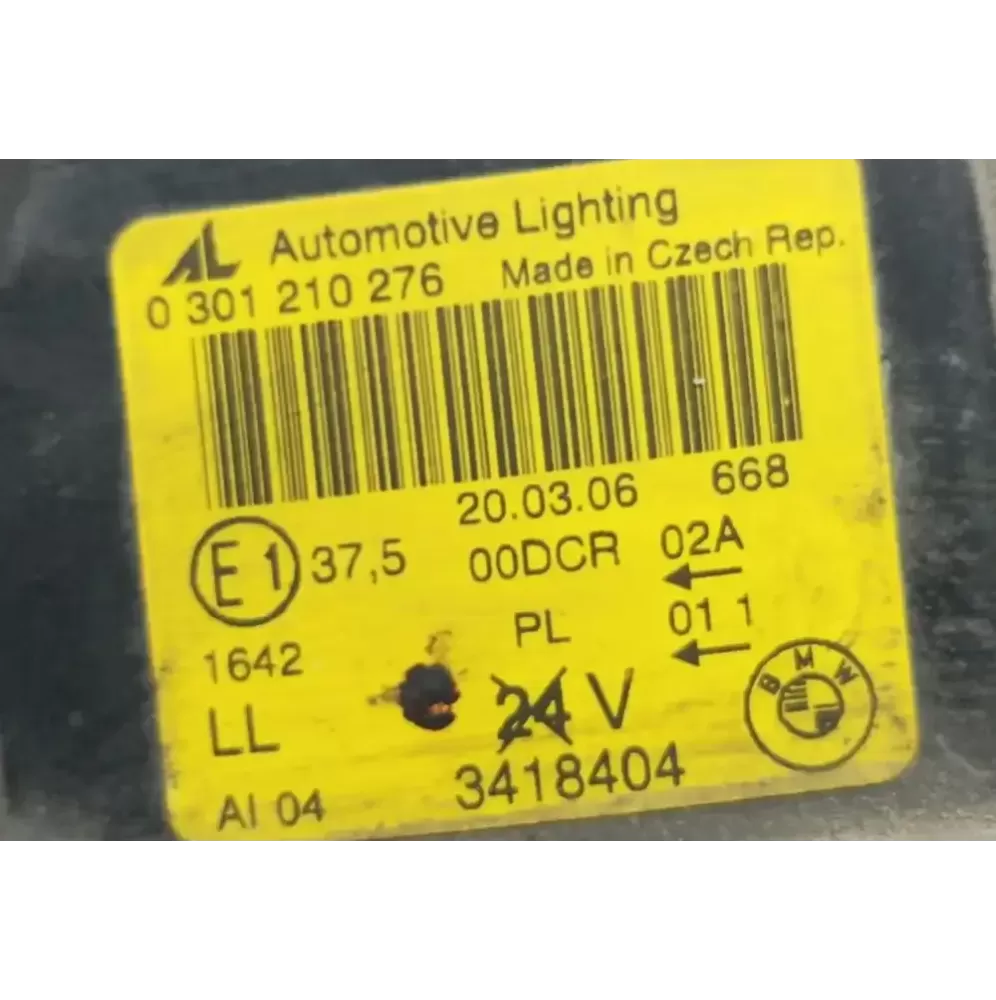 AL Automotive Lighting
0 301 210 276 Made in Czech Rep.
20.03.06 668
E1 37,5 00DCR 02A
1642 PL 01 1
LL 24 V
AI 04 3418404
BMW